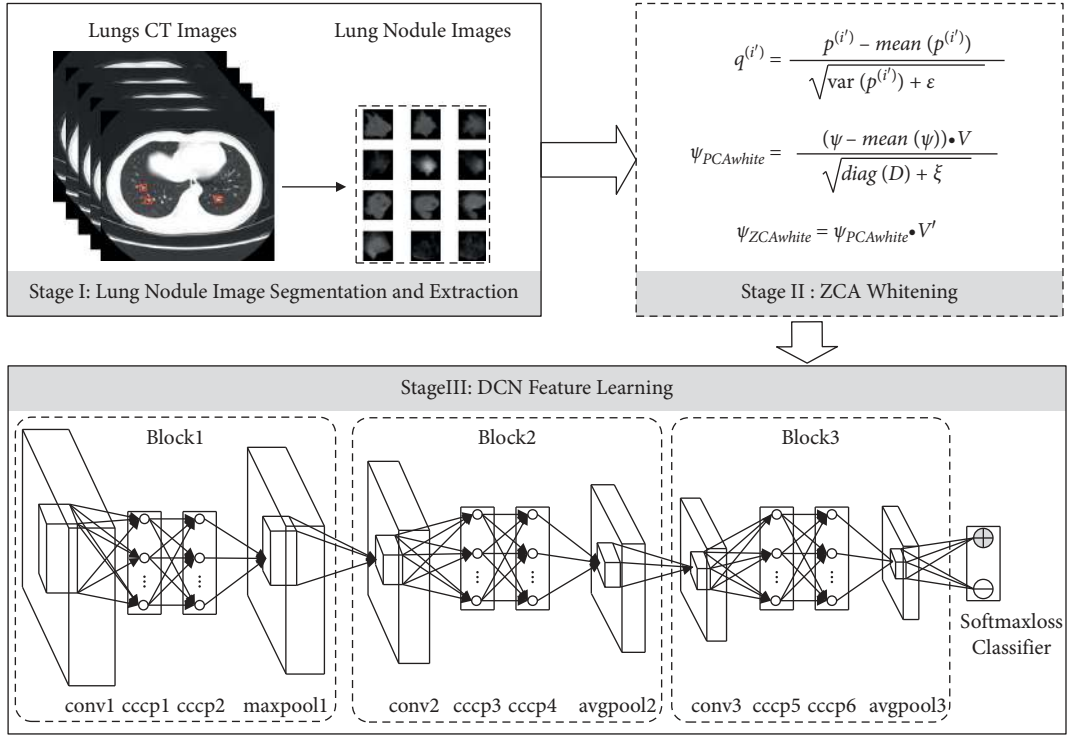 Lungs CT Images
Lung Nodule Images
Stage I: Lung Nodule Image Segmentation and Extraction
q^(i') = p^(i') – mean (p^(i')) / √var (p^(i')) + ε
ψ_PCAwhite = (ψ – mean (ψ))•V / √diag (D) + ξ
ψ_ZCAwhite = ψ_PCAwhite•V'
Stage II : ZCA Whitening
StageIII: DCN Feature Learning
Block1
Block2
Block3
conv1 cccp1 cccp2 maxpool1
conv2 cccp3 cccp4 avgpool2
conv3 cccp5 cccp6 avgpool3
Softmaxloss
Classifier